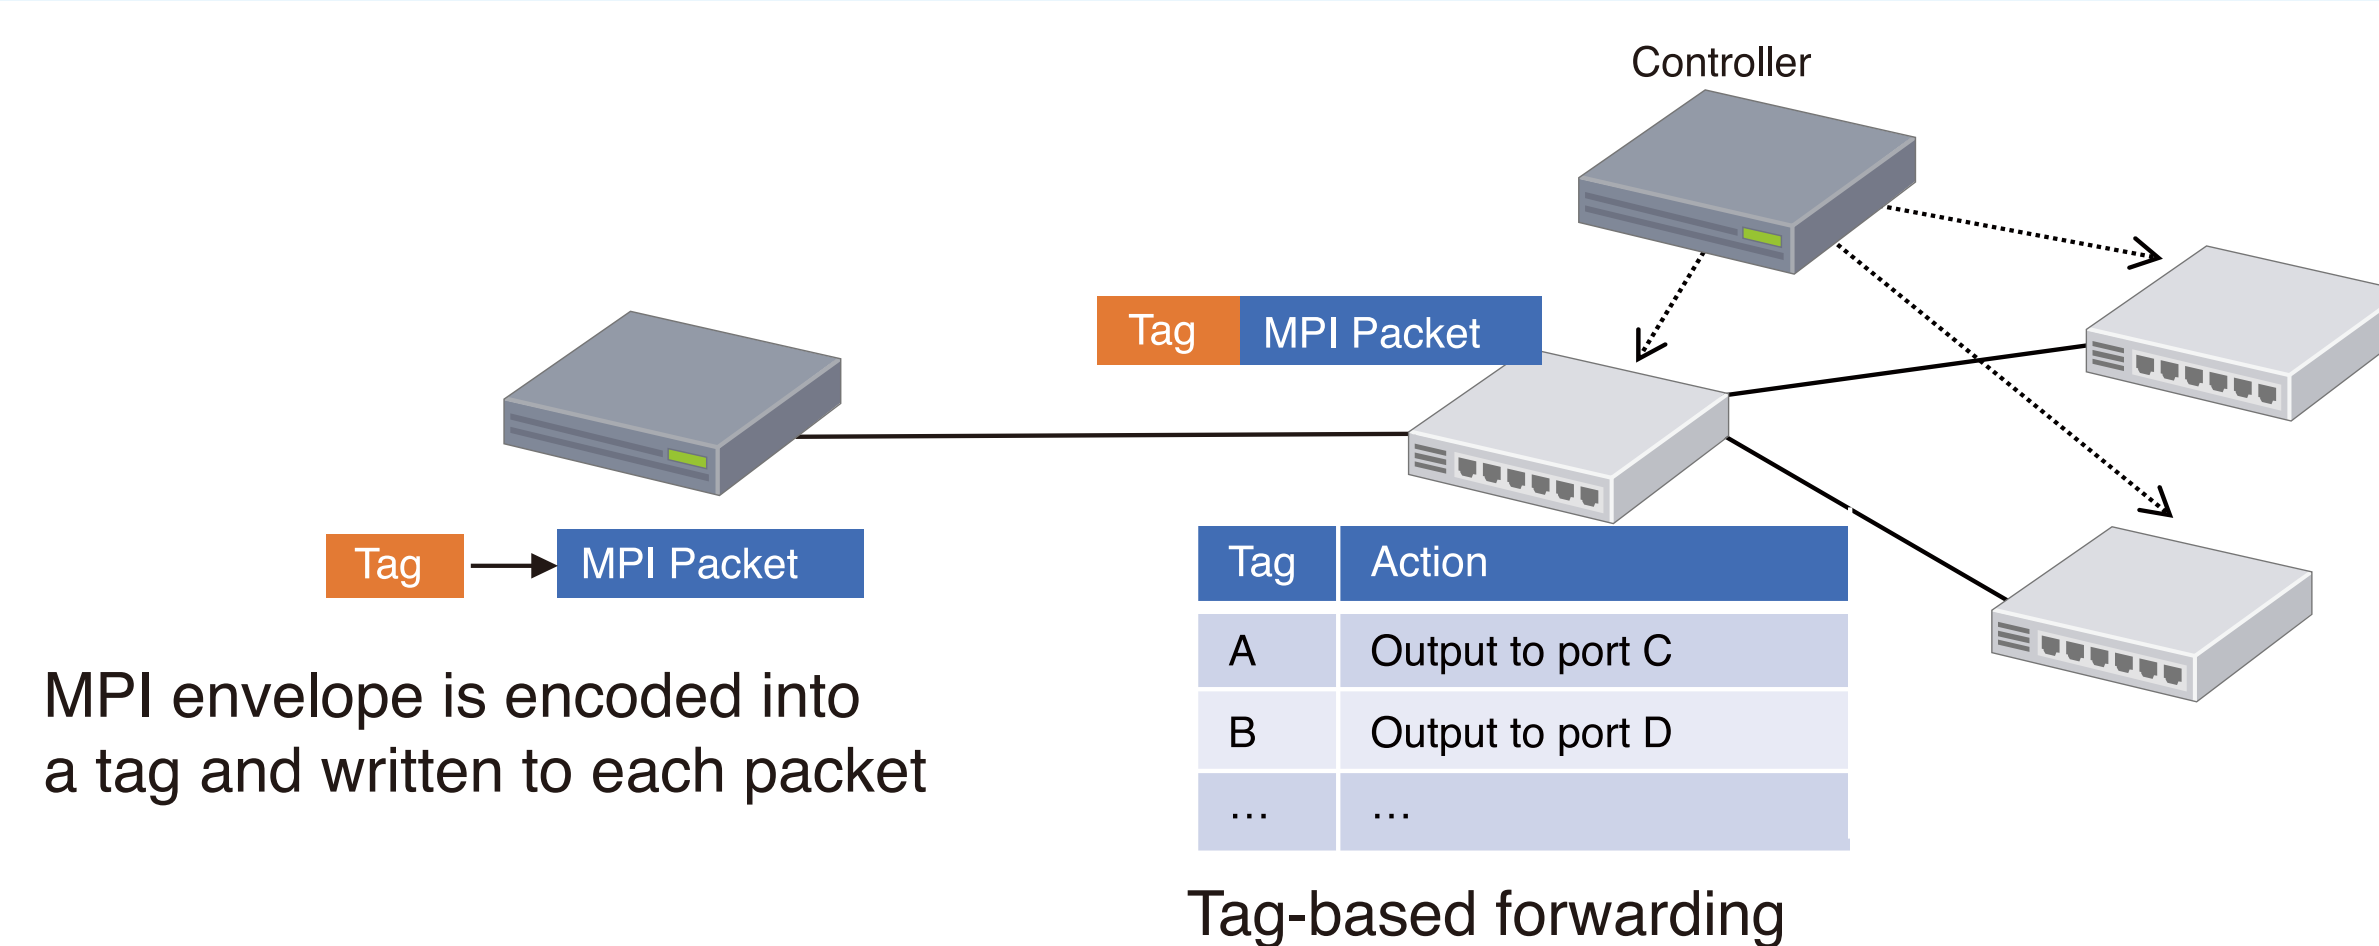 Controller
Tag MPI Packet
Tag MPI Packet
MPI envelope is encoded into
a tag and written to each packet
Tag Action
A Output to port C
B Output to port D
… …
Tag-based forwarding